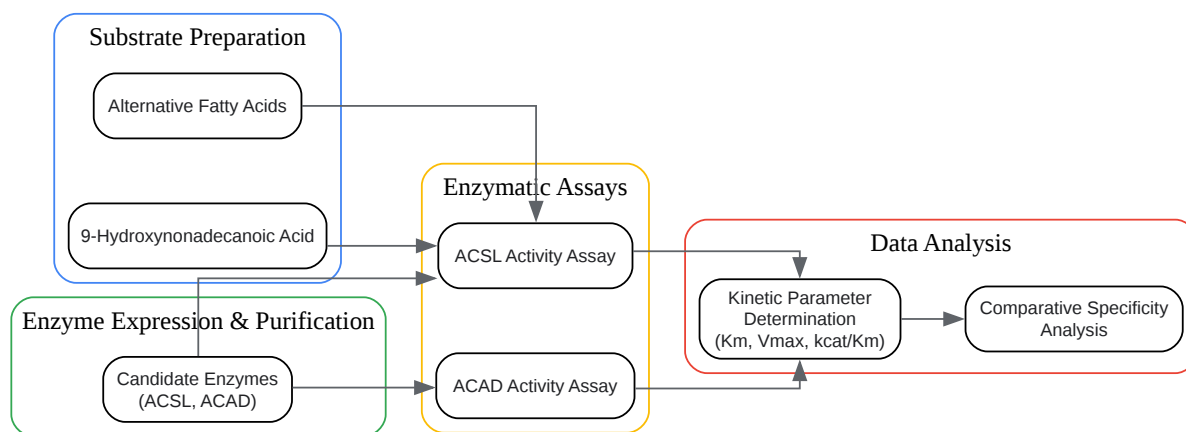 Substrate Preparation
Alternative Fatty Acids
9-Hydroxynonadecanoic Acid
Enzyme Expression & Purification
Candidate Enzymes
(ACSL, ACAD)
Enzymatic Assays
ACSL Activity Assay
ACAD Activity Assay
Data Analysis
Kinetic Parameter
Determination
(Km, Vmax, kcat/Km)
Comparative Specificity
Analysis